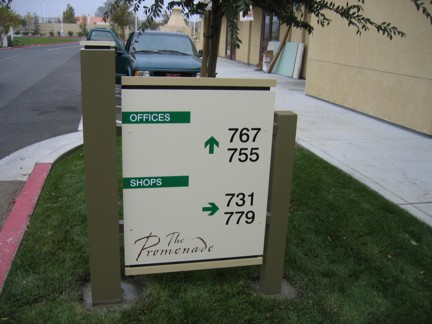 OFFICES
767
755
SHOPS
731
779
The
Promenade